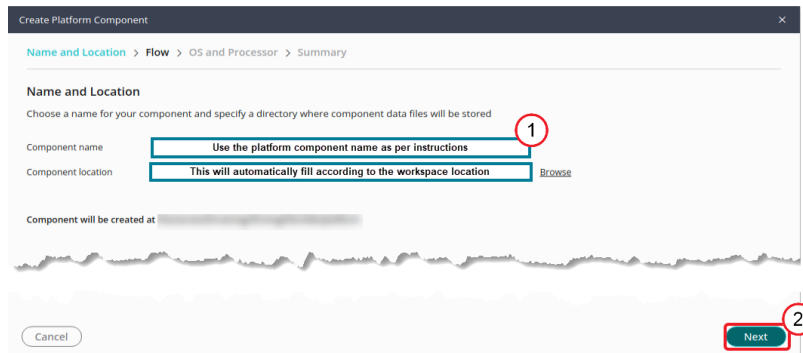 Create Platform Component ×
Name and Location > Flow > OS and Processor > Summary
Name and Location
Choose a name for your component and specify a directory where component data files will be stored
1
Component name Use the platform component name as per instructions
Component location This will automatically fill according to the workspace location Browse
Component will be created at
2
Cancel Next